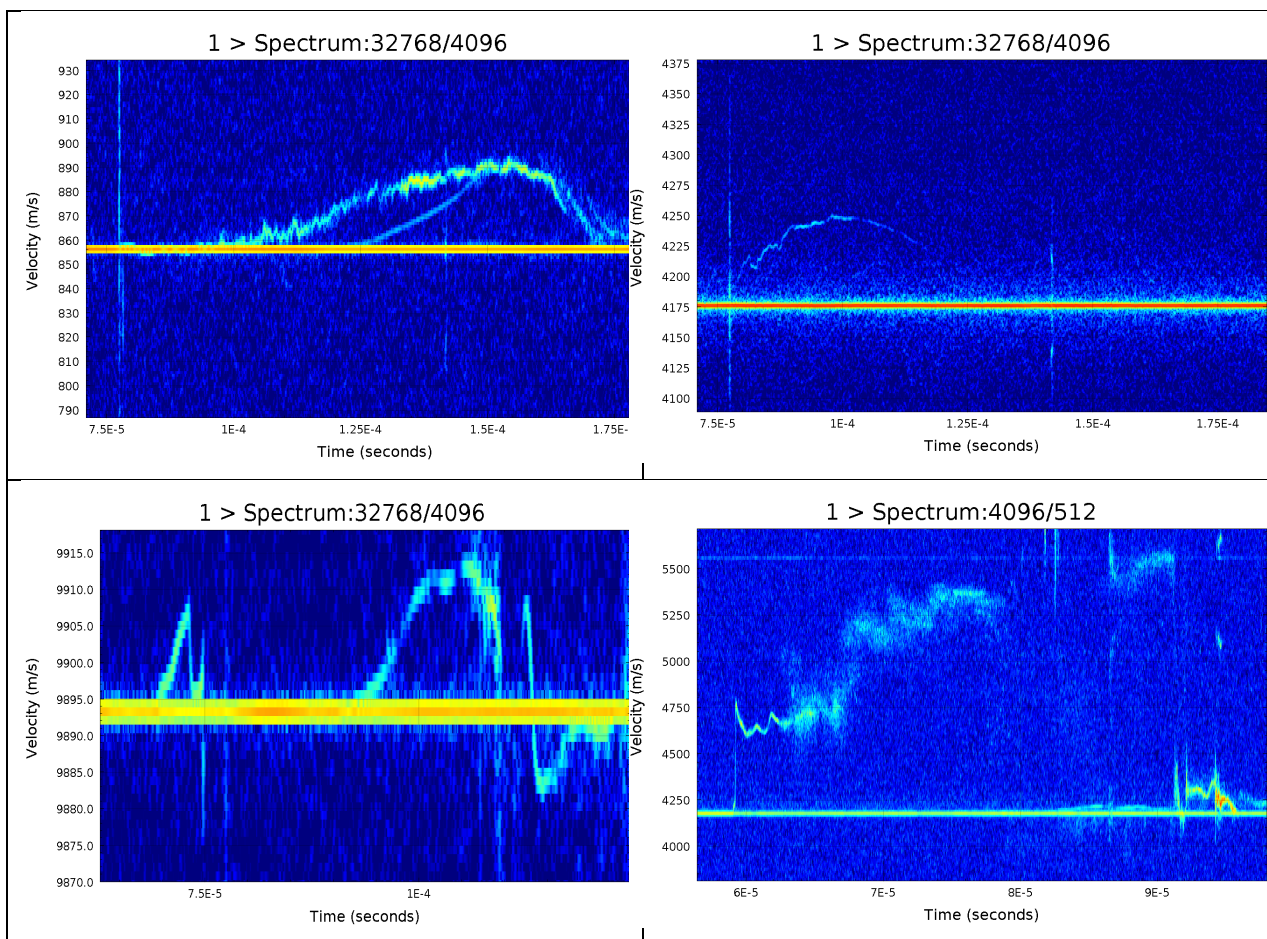 1 > Spectrum:32768/4096
930
920
910
900
890
880
870
860
850
840
830
820
810
800
790
Velocity (m/s)
7.5E-5 1E-4 1.25E-4 1.5E-4 1.75E-
Time (seconds)
1 > Spectrum:32768/4096
4375
4350
4325
4300
4275
4250
4225
4200
4175
4150
4125
4100
Velocity (m/s)
7.5E-5 1E-4 1.25E-4 1.5E-4 1.75E-4
Time (seconds)
1 > Spectrum:32768/4096
9915.0
9910.0
9905.0
9900.0
9895.0
9890.0
9885.0
9880.0
9875.0
9870.0
Velocity (m/s)
7.5E-5 1E-4
Time (seconds)
1 > Spectrum:4096/512
5500
5250
5000
4750
4500
4250
4000
Velocity (m/s)
6E-5 7E-5 8E-5 9E-5
Time (seconds)